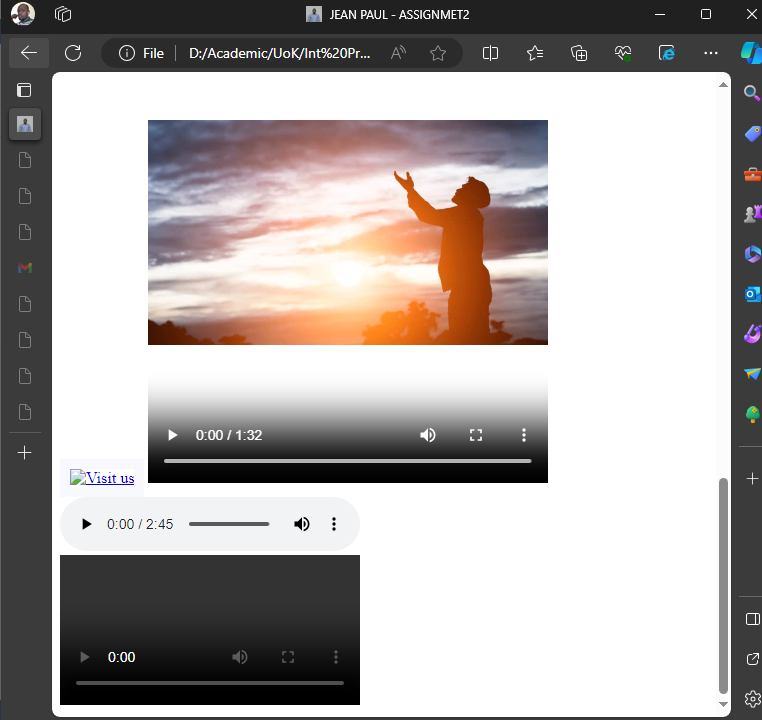 JEAN PAUL - ASSIGNMET2
File
D:/Academic/UoK/Int%20Pr...
0:00 / 1:32
Visit us
0:00 / 2:45
0:00